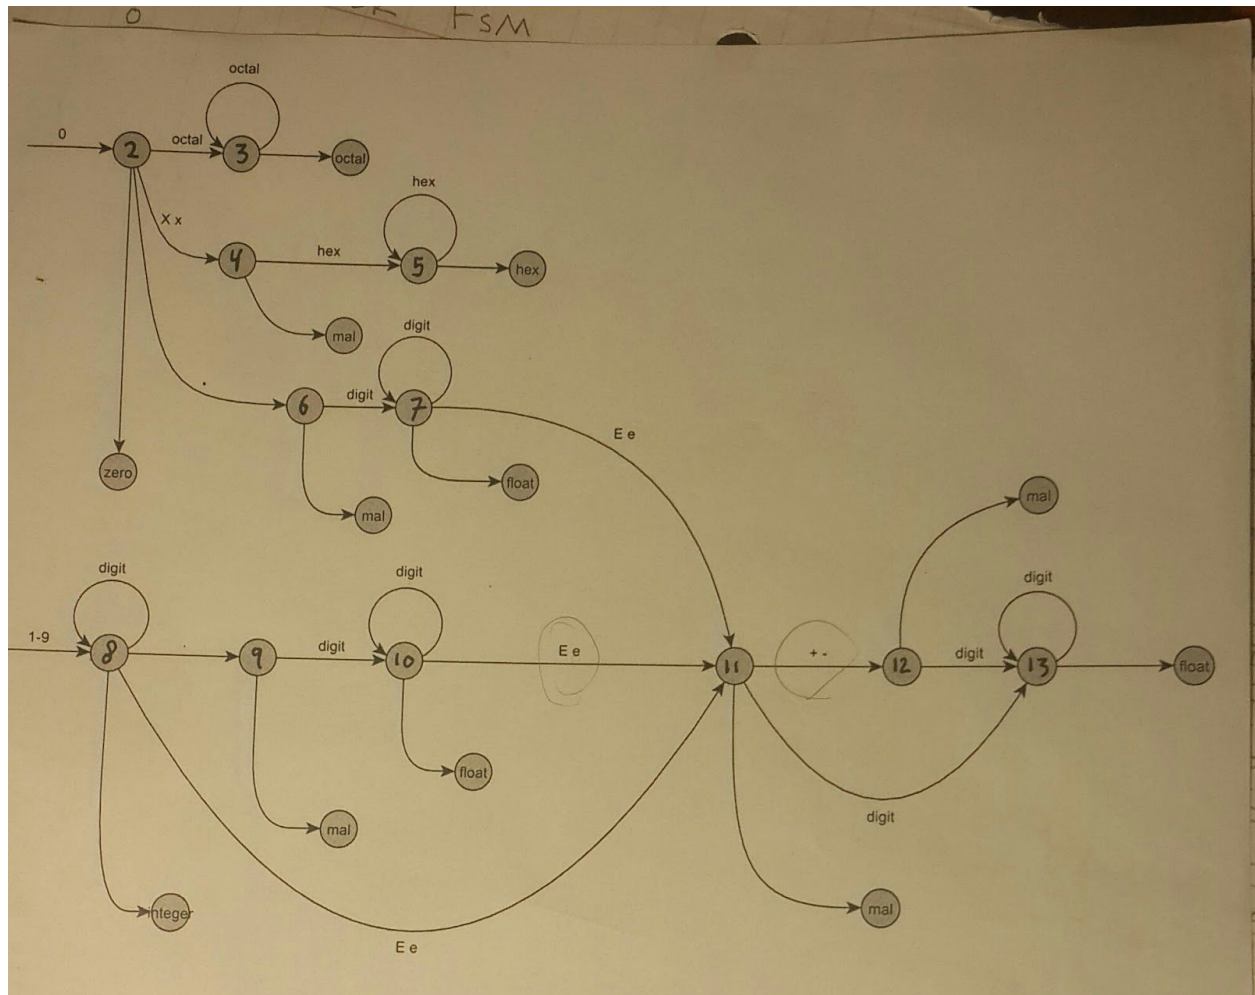 0
FSM
octal
0
2
octal
3
octal
X x
hex
4
hex
5
hex
mal
digit
.
6
digit
7
E e
zero
float
mal
mal
digit
digit
digit
1-9
8
9
digit
10
E e
11
+ -
12
digit
13
float
float
digit
mal
integer
mal
E e